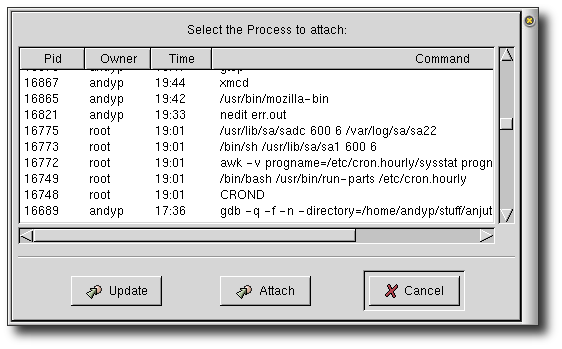 Select the Process to attach:
Pid Owner Time Command
16867 andyp 19:44 xmcd
16865 andyp 19:42 /usr/bin/mozilla-bin
16821 andyp 19:33 nedit err.out
16775 root 19:01 /usr/lib/sa/sadc 600 6 /var/log/sa/sa22
16773 root 19:01 /bin/sh /usr/lib/sa/sa1 600 6
16772 root 19:01 awk -v progname=/etc/cron.hourly/sysstat progn
16749 root 19:01 /bin/bash /usr/bin/run-parts /etc/cron.hourly
16748 root 19:01 CROND
16689 andyp 17:36 gdb -q -f -n -directory=/home/andyp/stuff/anjut
Update Attach Cancel